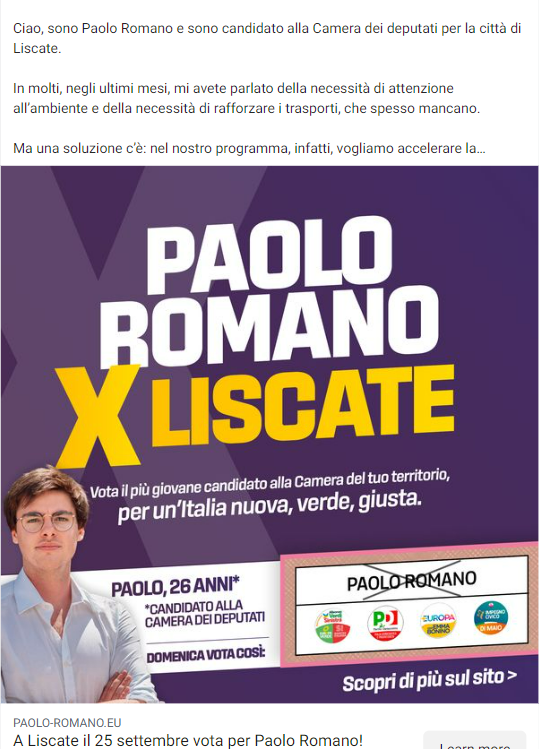 Ciao, sono Paolo Romano e sono candidato alla Camera dei deputati per la città di
Liscate.
In molti, negli ultimi mesi, mi avete parlato della necessità di attenzione
all'ambiente e della necessità di rafforzare i trasporti, che spesso mancano.
Ma una soluzione c'è: nel nostro programma, infatti, vogliamo accelerare la...
PAOLO
ROMANO
X LISCATE
Vota il più giovane candidato alla Camera del tuo territorio,
per un'Italia nuova, verde, giusta.
PAOLO, 26 ANNI*
*CANDIDATO ALLA
CAMERA DEI DEPUTATI
DOMENICA VOTA COSÌ:
PAOLO ROMANO
PD
EUROPA
EMMA
BONINO
IMPEGNO
CIVICO
DI MAIO
Scopri di più sul sito >
PAOLO-ROMANO.EU
A Liscate il 25 settembre vota per Paolo Romano!
Learn more